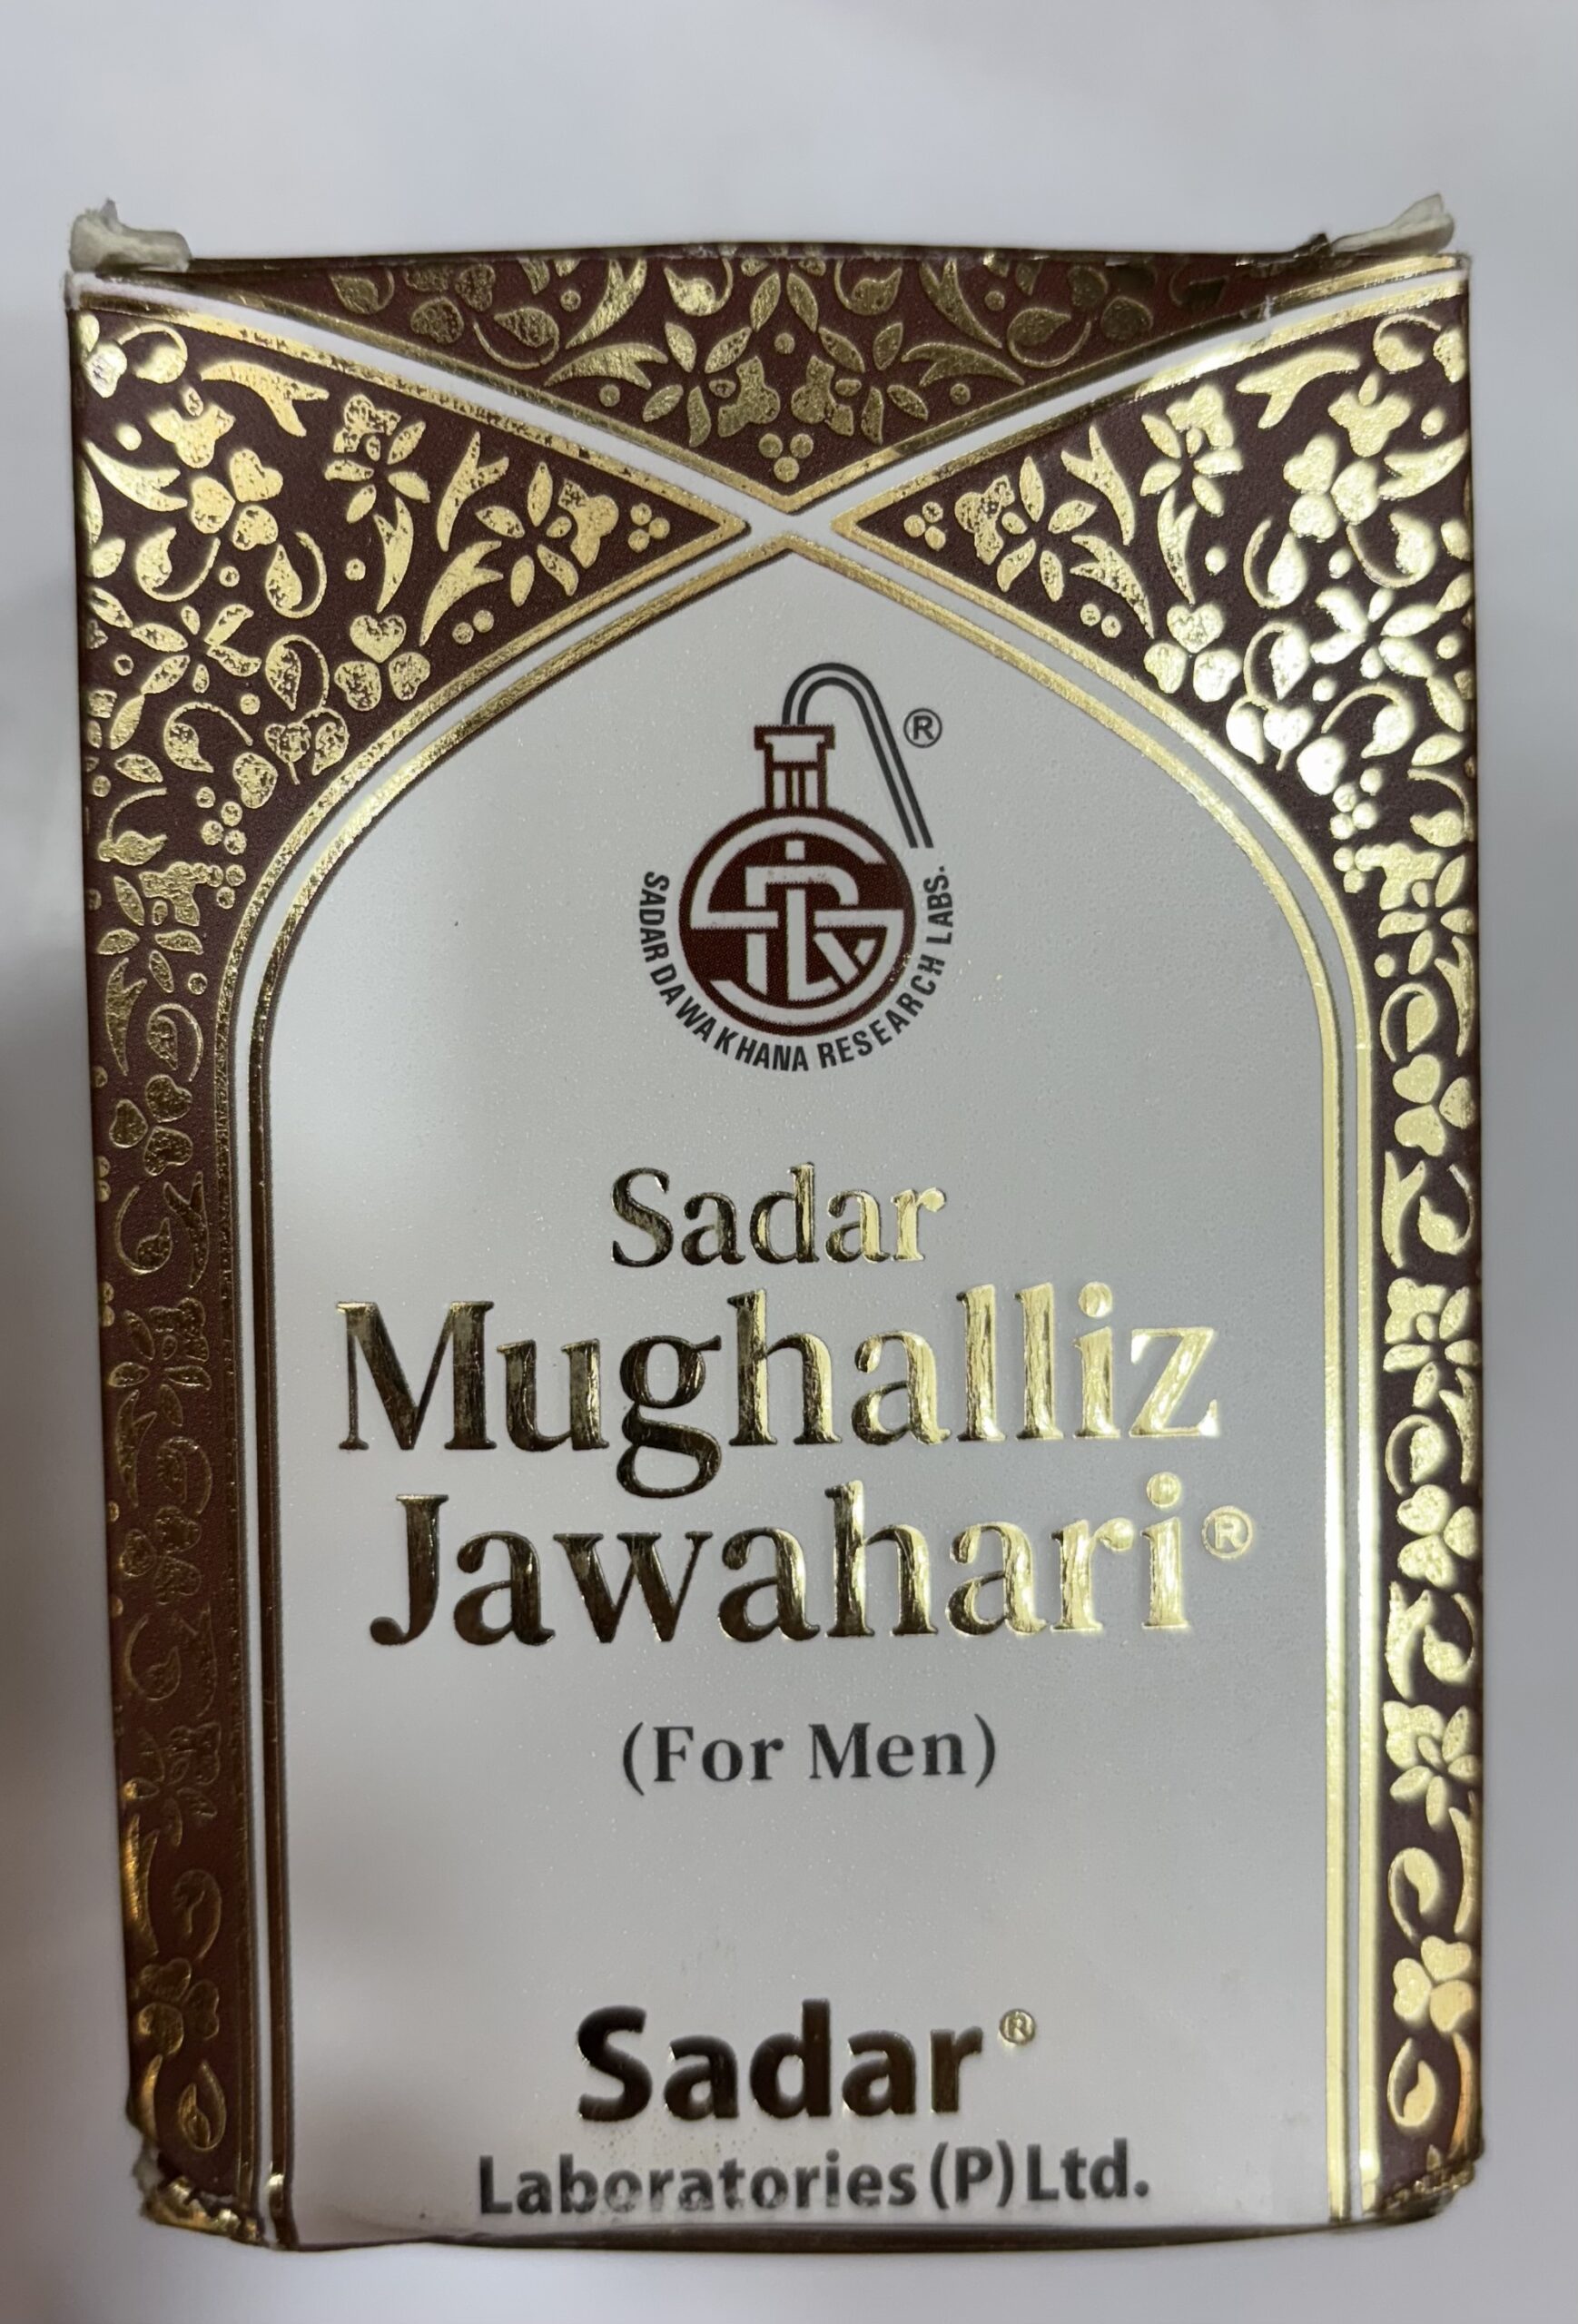 ®
SADAR DAWAKHANA RESEARCH LABS.
Sadar
Mughalliz
Jawahari®
(For Men)
Sadar®
Laboratories (P) Ltd.